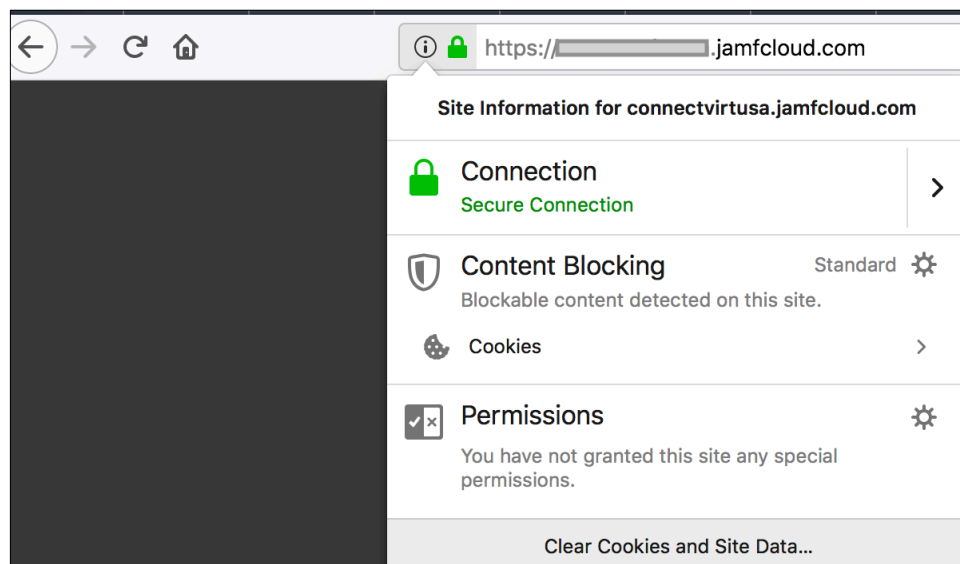 https://.jamfcloud.com
Site Information for connectvirtusa.jamfcloud.com
Connection
Secure Connection
Content Blocking
Standard
Blockable content detected on this site.
Cookies
Permissions
You have not granted this site any special
permissions.
Clear Cookies and Site Data...